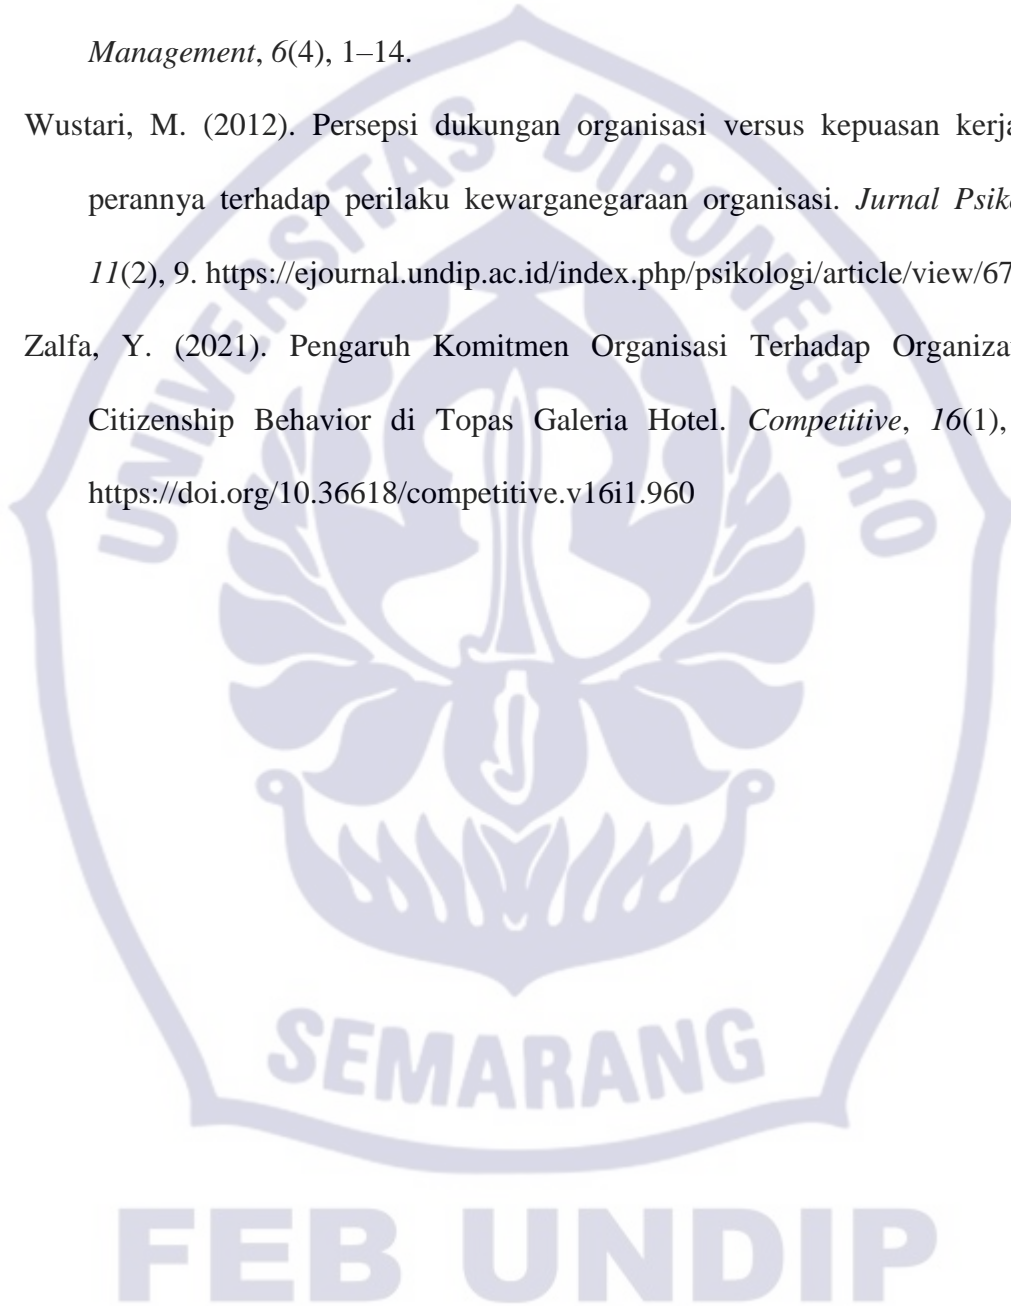 Management, 6(4), 1–14.
Wustari, M. (2012). Persepsi dukungan organisasi versus kepuasan kerja
perannya terhadap perilaku kewarganegaraan organisasi. Jurnal Psik
11(2), 9. https://ejournal.undip.ac.id/index.php/psikologi/article/view/67
Zalfa, Y. (2021). Pengaruh Komitmen Organisasi Terhadap Organiza
Citizenship Behavior di Topas Galeria Hotel. Competitive, 16(1),
https://doi.org/10.36618/competitive.v16i1.960
UNIVERSITAS DIPONEGORO
SEMARANG
FEB UNDIP